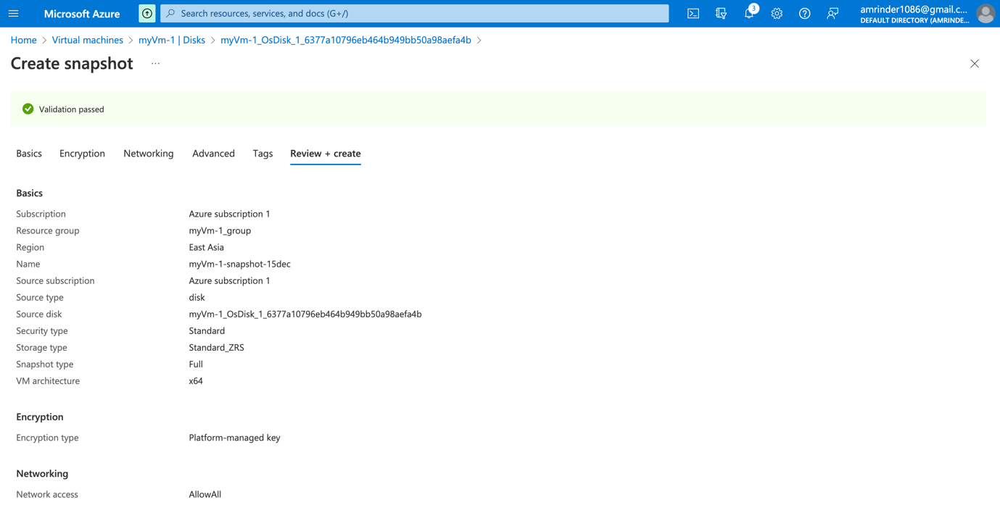 Microsoft Azure Search resources, services, and docs (G+/) 3 amrinder1086@gmail.c...
DEFAULT DIRECTORY (AMRINDE...
Home > Virtual machines > myVm-1 | Disks > myVm-1_OsDisk_1_6377a10796eb464b949bb50a98aefa4b >
Create snapshot ...
Validation passed
Basics Encryption Networking Advanced Tags Review + create
Basics
Subscription Azure subscription 1
Resource group myVm-1_group
Region East Asia
Name myVm-1-snapshot-15dec
Source subscription Azure subscription 1
Source type disk
Source disk myVm-1_OsDisk_1_6377a10796eb464b949bb50a98aefa4b
Security type Standard
Storage type Standard_ZRS
Snapshot type Full
VM architecture x64
Encryption
Encryption type Platform-managed key
Networking
Network access AllowAll